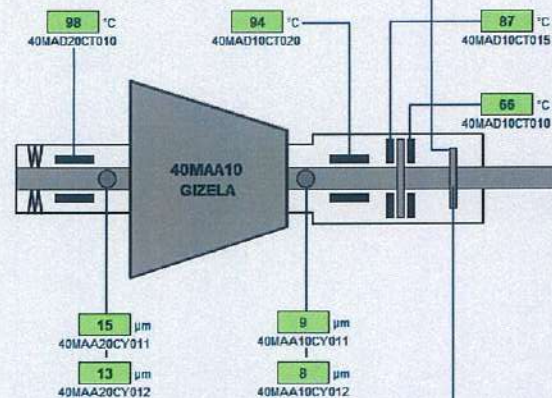 98 °C
40MAD20CT010
94 °C
40MAD10CT020
87 °C
40MAD10CT015
66 °C
40MAD10CT010
40MAA10
GIZELA
15 µm
40MAA20CY011
13 µm
40MAA20CY012
9 µm
40MAA10CY011
8 µm
40MAA10CY012